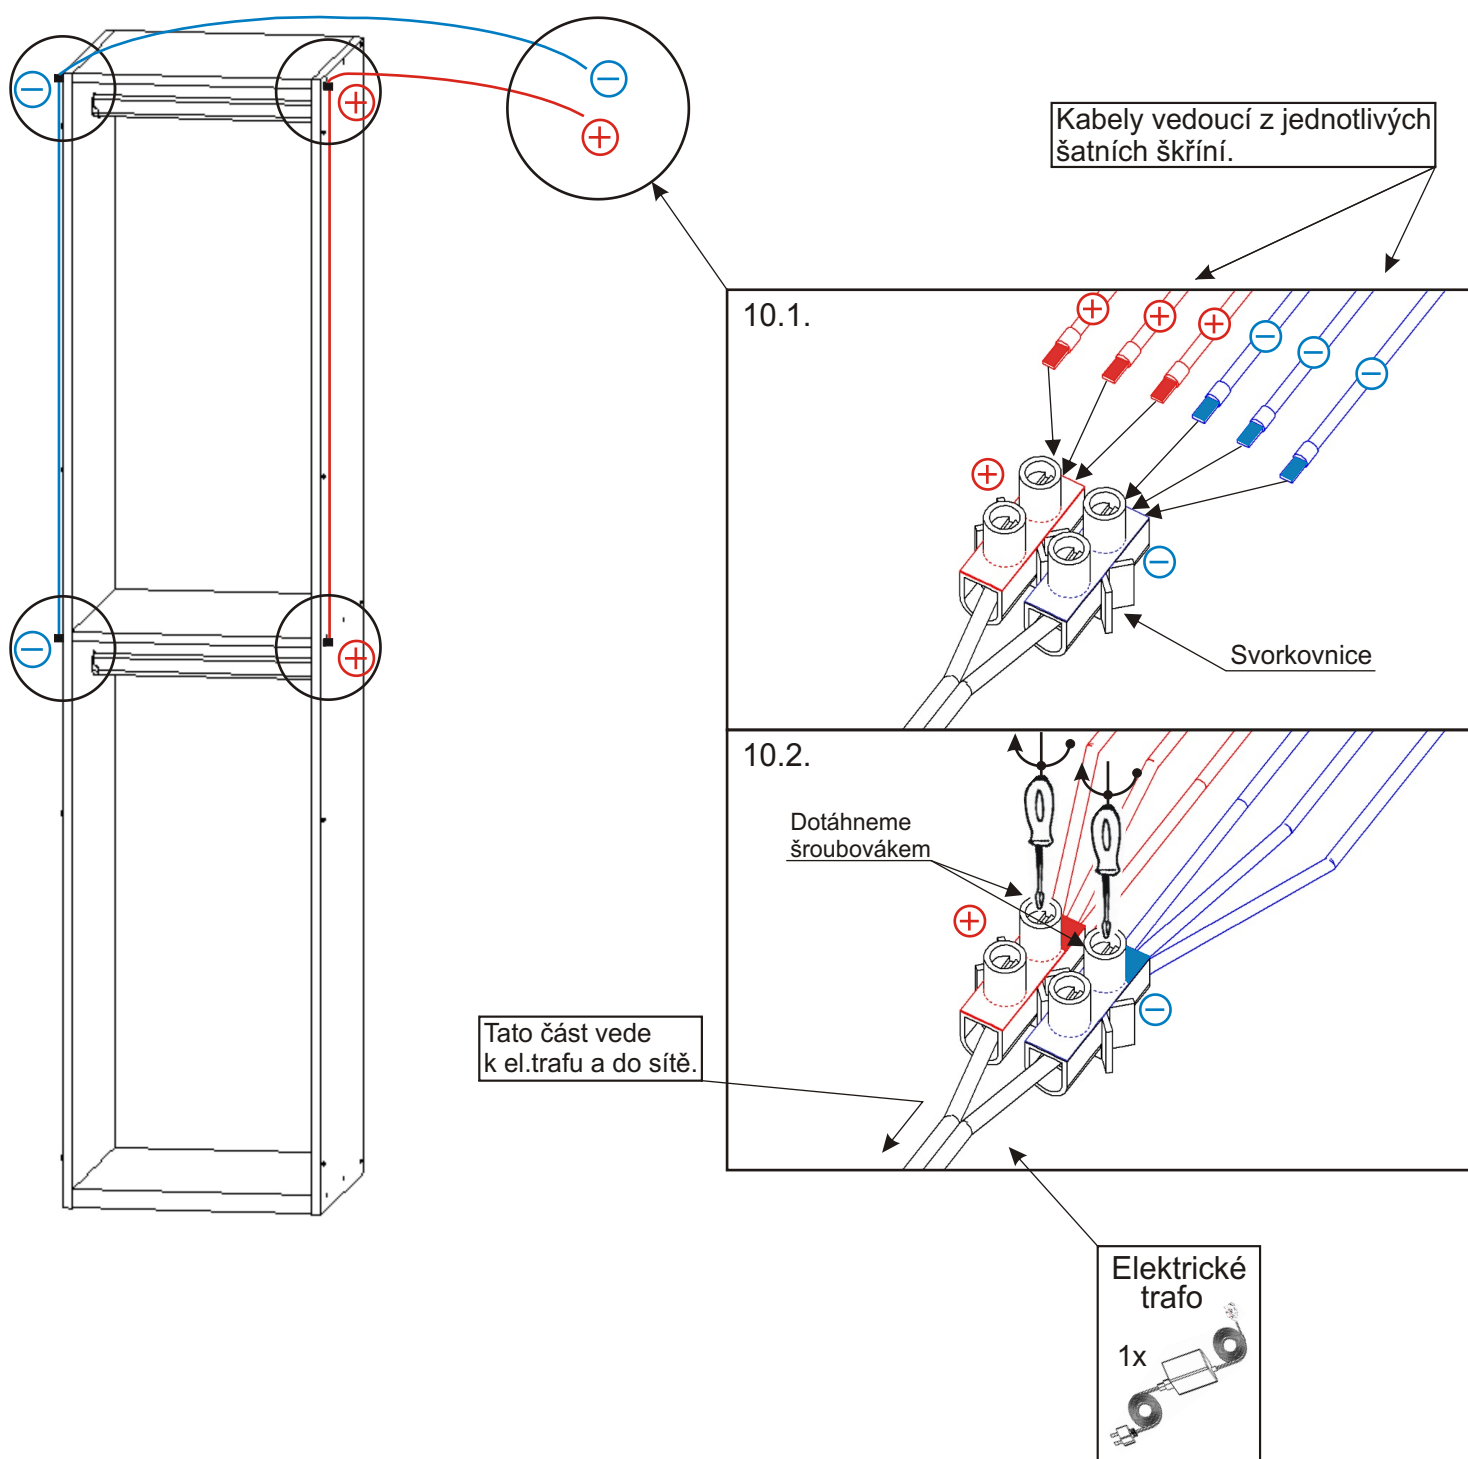 Kabely vedoucí z jednotlivých
šatních škříní.
10.1.
Svorkovnice
10.2.
Dotáhneme
šroubovákem
Tato část vede
k el.trafu a do sítě.
Elektrické
trafo
1x